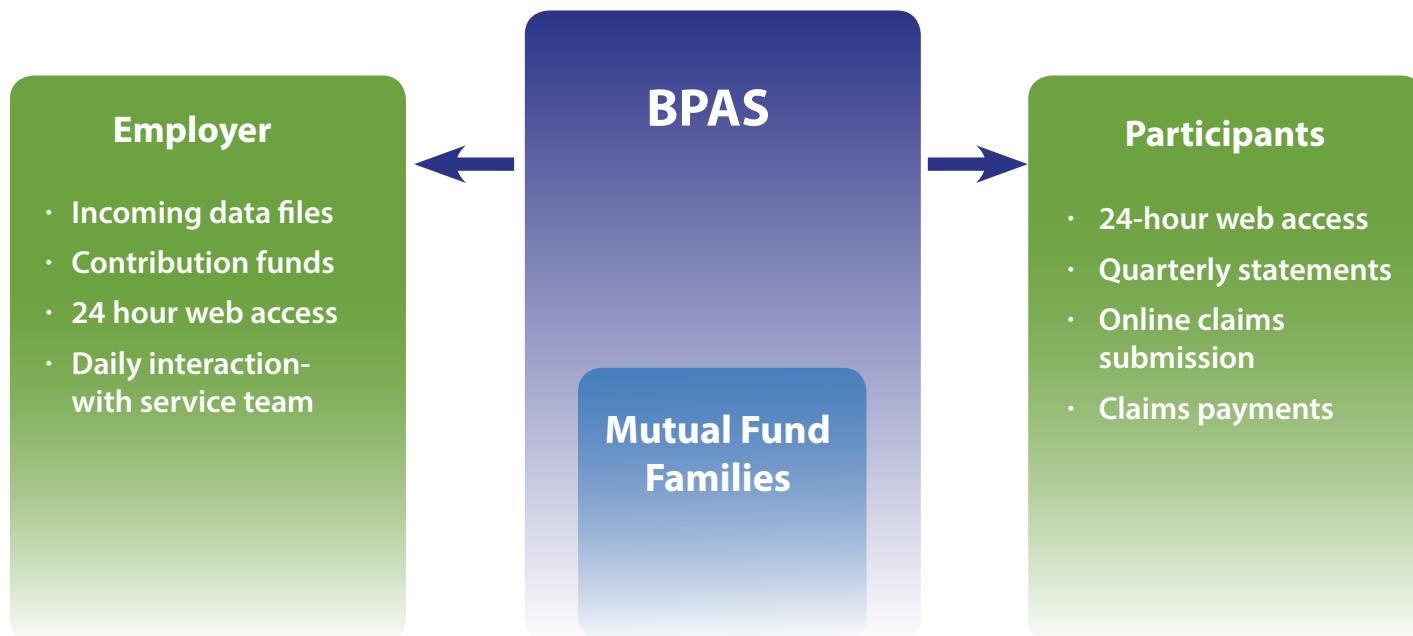 Employer
· Incoming data files
· Contribution funds
· 24 hour web access
· Daily interaction-
with service team
BPAS
Mutual Fund
Families
Participants
· 24-hour web access
· Quarterly statements
· Online claims
submission
· Claims payments